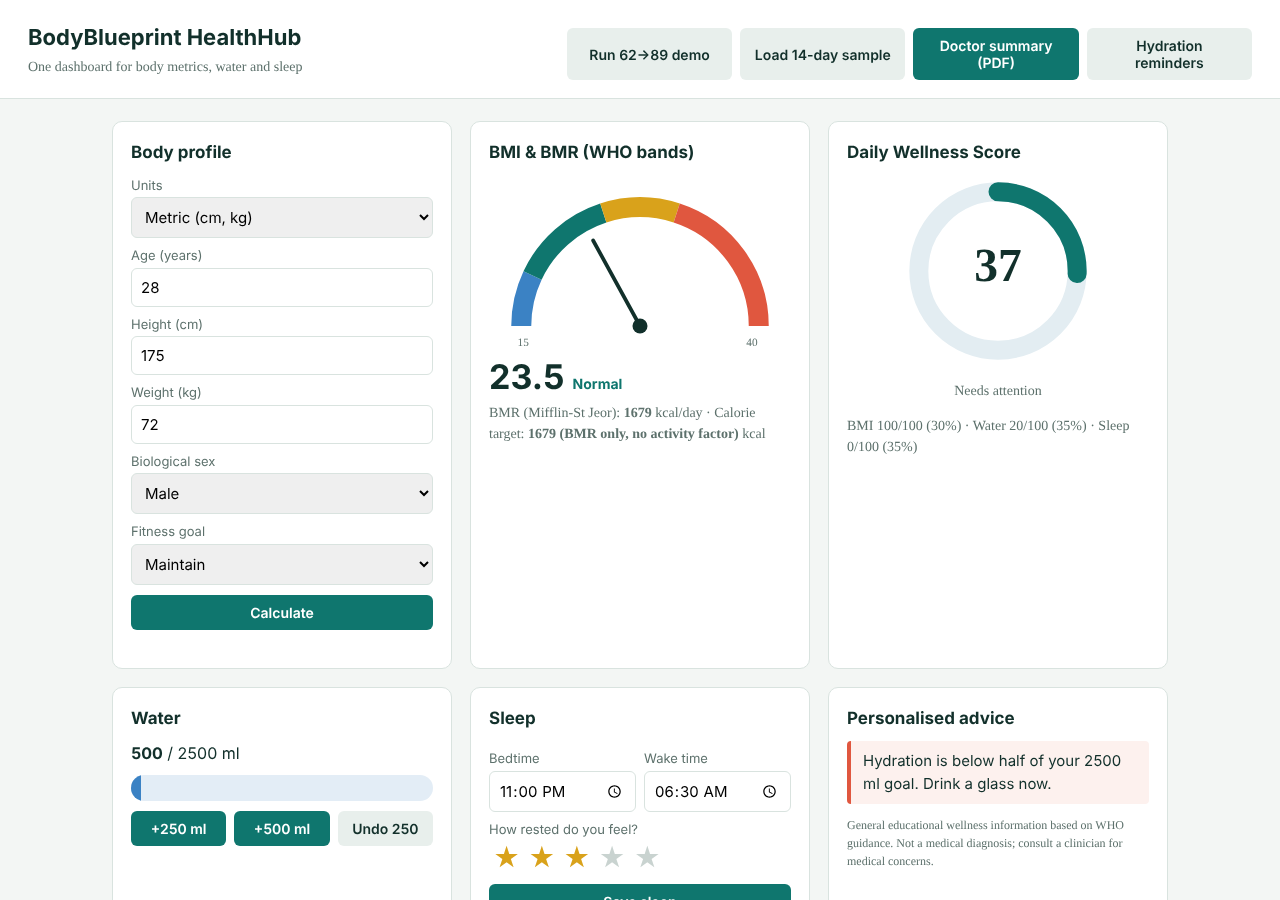 BodyBlueprint HealthHub
One dashboard for body metrics, water and sleep
Run 62→89 demo
Load 14-day sample
Doctor summary
(PDF)
Hydration
reminders
Body profile
Units
Metric (cm, kg)
Age (years)
28
Height (cm)
175
Weight (kg)
72
Biological sex
Male
Fitness goal
Maintain
Calculate
BMI & BMR (WHO bands)
15
40
23.5 Normal
BMR (Mifflin-St Jeor): 1679 kcal/day · Calorie
target: 1679 (BMR only, no activity factor) kcal
Daily Wellness Score
37
Needs attention
BMI 100/100 (30%) · Water 20/100 (35%) · Sleep
0/100 (35%)
Water
500 / 2500 ml
+250 ml
+500 ml
Undo 250
Sleep
Bedtime
Wake time
11:00 PM
06:30 AM
How rested do you feel?
Save sleep
Personalised advice
Hydration is below half of your 2500
ml goal. Drink a glass now.
General educational wellness information based on WHO
guidance. Not a medical diagnosis; consult a clinician for
medical concerns.